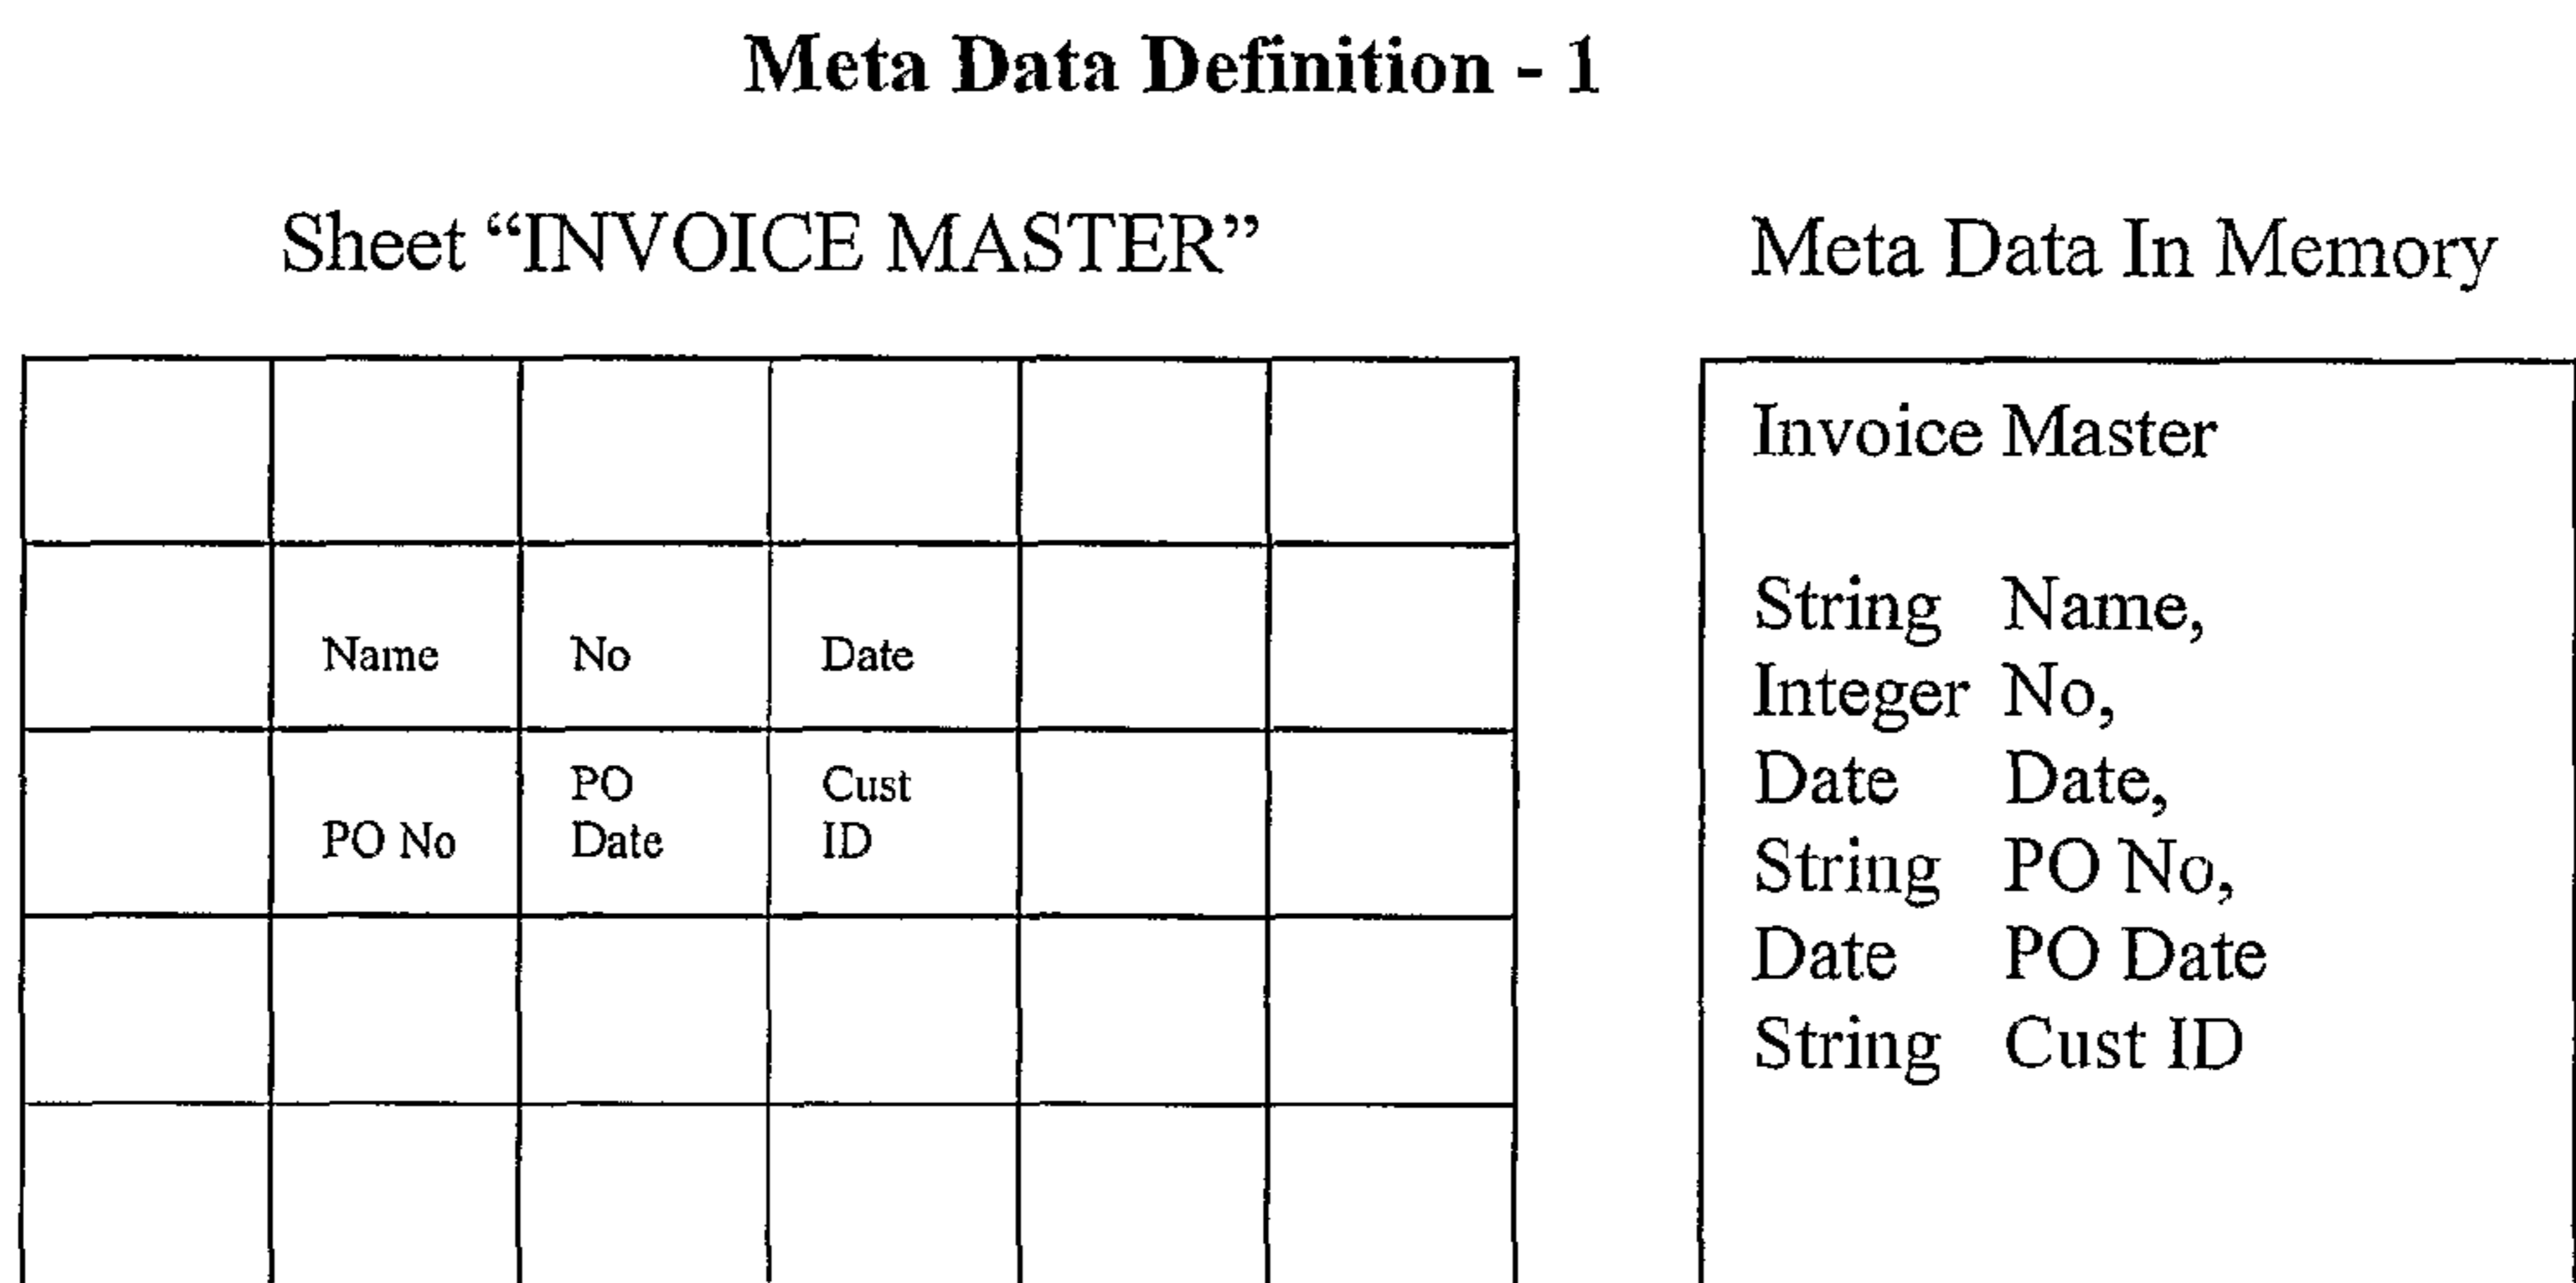 Meta Data Definition - 1
Sheet “INVOICE MASTER”
Name No Date
PO No PO Date Cust ID
Meta Data In Memory
Invoice Master
String Name,
Integer No,
Date Date,
String PO No,
Date PO Date
String Cust ID